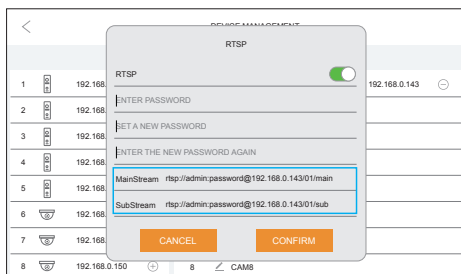 DEVICE MANAGEMENT
RTSP
RTSP
ENTER PASSWORD
SET A NEW PASSWORD
ENTER THE NEW PASSWORD AGAIN
MainStream rtsp://admin:password@192.168.0.143/01/main
SubStream rtsp://admin:password@192.168.0.143/01/sub
CANCEL CONFIRM
1 192.168. 192.168.0.143
2 192.168.
3 192.168.
4 192.168.
5 192.168.
6 192.168.
7 192.168.
8 192.168.0.150 8 CAM8